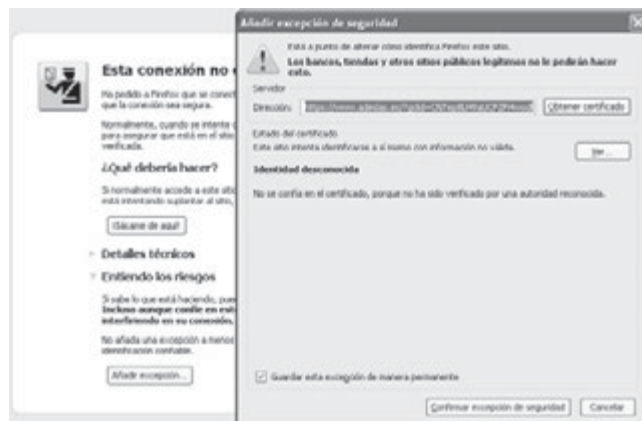 Esta conexión no
Ha pedido a Firefox que se conect
que la conexión sea segura.
Normalmente, cuando se intente
para asegurar que está en el sitio
verificada.
¿Qué debería hacer?
Si normalmente accede a este sitio
está intentando suplantar al sitio,
¡Sácame de aquí!
Detalles técnicos
Entiendo los riesgos
Si sabe lo que está haciendo, pue
Incluso aunque confíe en est
interfiriendo en su conexión.
No añada una excepción a menos
identificación confiable.
Añadir excepción...
Añadir excepción de seguridad
Está a punto de alterar cómo identifica Firefox este sitio.
Los bancos, tiendas y otros sitios públicos legítimos no le pedirán hacer
esto.
Servidor
Dirección:
Obtener certificado
Estado del certificado
Este sitio intenta identificarse a sí mismo con información no válida.
Ver...
Identidad desconocida
No se confía en el certificado, porque no ha sido verificado por una autoridad reconocida.
Guardar esta excepción de manera permanente
Confirmar excepción de seguridad
Cancelar